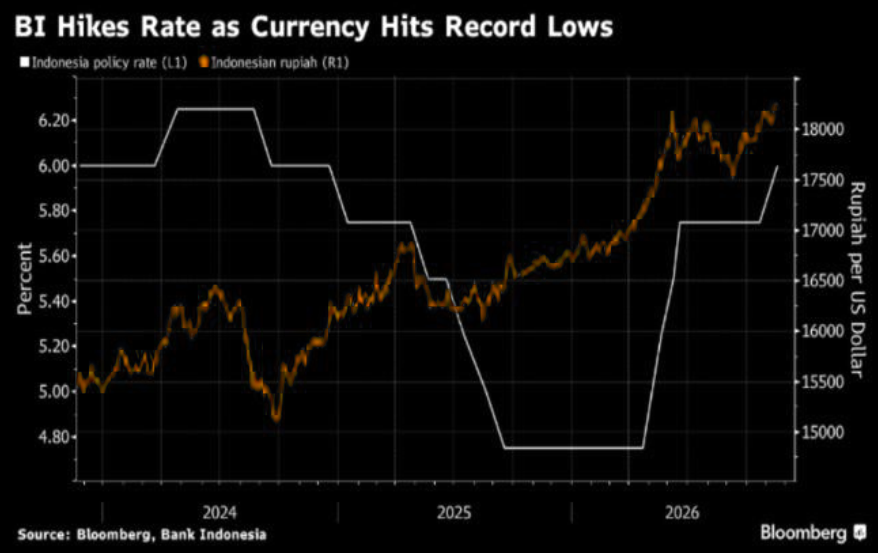 BI Hikes Rate as Currency Hits Record Lows
Indonesia policy rate (L1) Indonesian rupiah (R1)
6.20
6.00
5.80
5.60
5.40
5.20
5.00
4.80
Percent
18000
17500
17000
16500
16000
15500
15000
Rupiah per US Dollar
2024 2025 2026
Source: Bloomberg, Bank Indonesia
Bloomberg